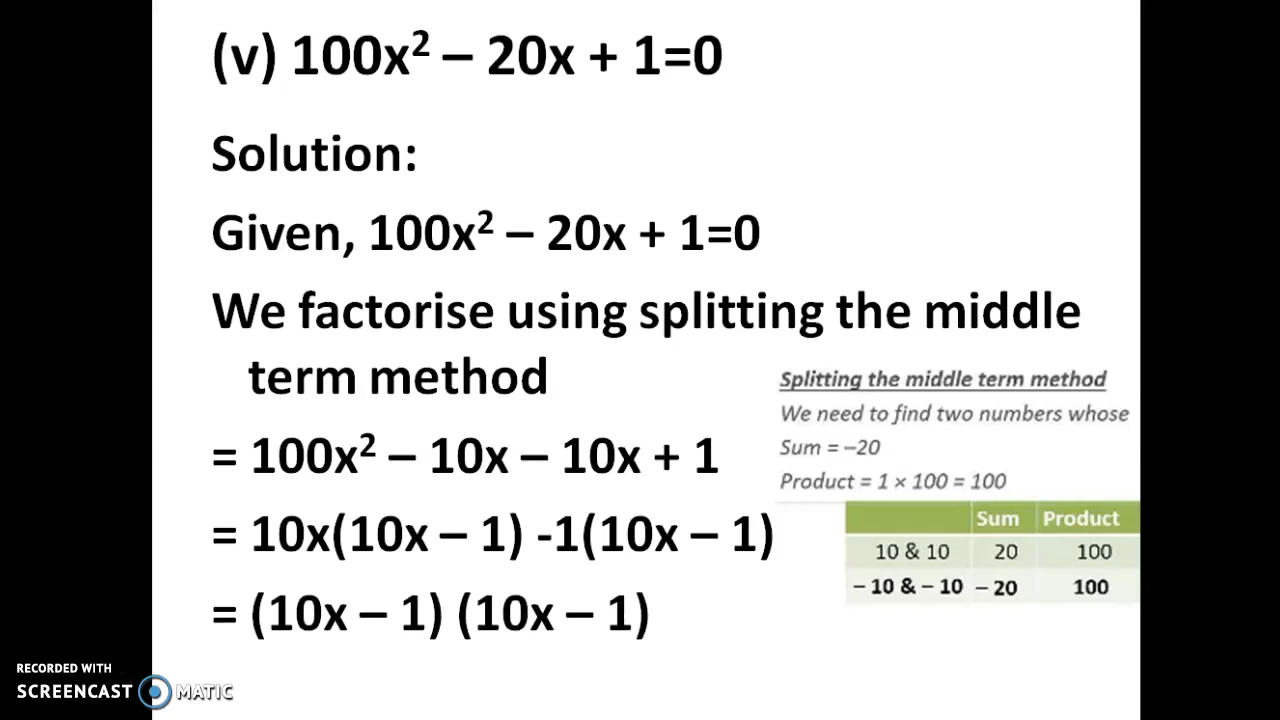 (v) 100x² – 20x + 1=0
Solution:
Given, 100x² – 20x + 1=0
We factorise using splitting the middle
term method
= 100x² – 10x – 10x + 1
= 10x(10x – 1) -1(10x – 1)
= (10x – 1) (10x – 1)
Splitting the middle term method
We need to find two numbers whose
Sum = –20
Product = 1 × 100 = 100
Sum Product
10 & 10 20 100
– 10 & – 10 – 20 100
RECORDED WITH
SCREENCAST MATIC